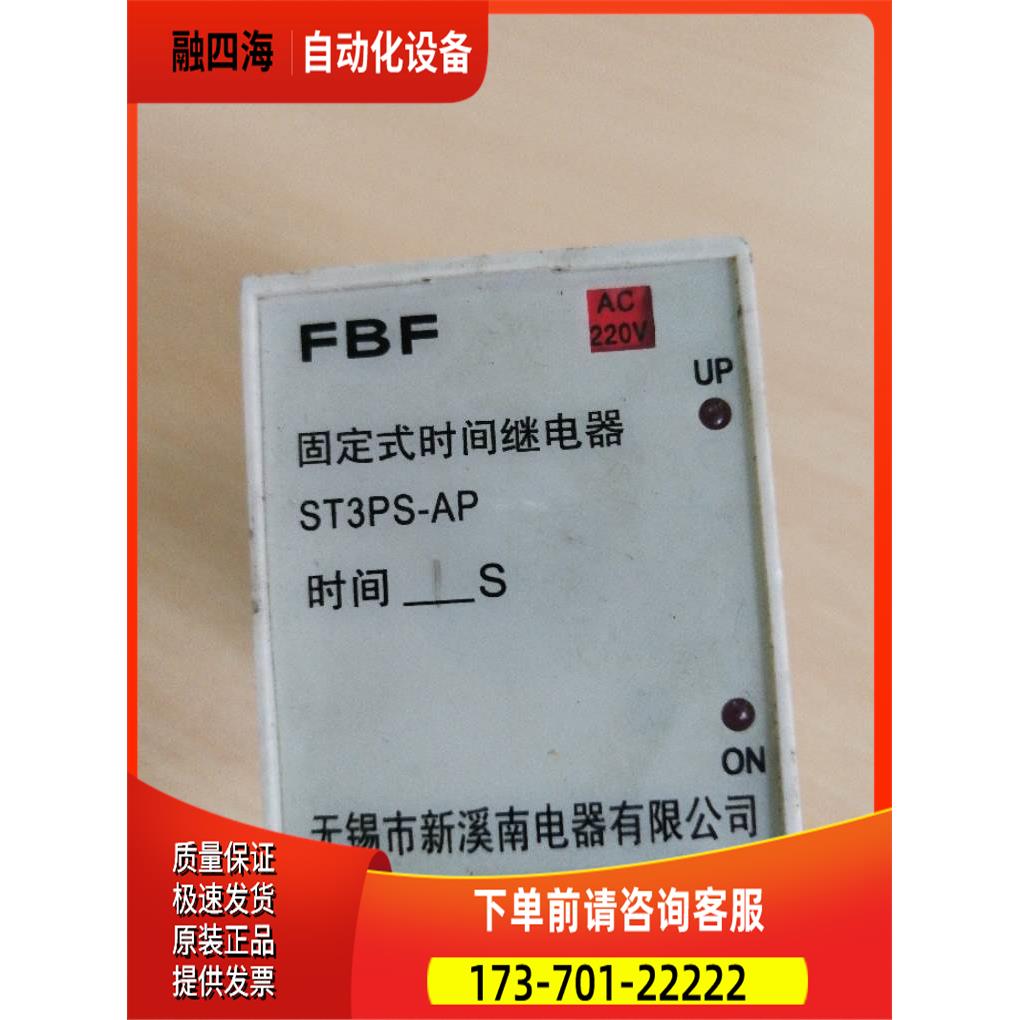 融四海 自动化设备
FBF
AC
220V
UP
固定式时间继电器
ST3PS-AP
时间 1 S
ON
无锡市新溪南电器有限公司
质量保证
极速发货
原装正品
提供发票
下单前请咨询客服
173-701-22222